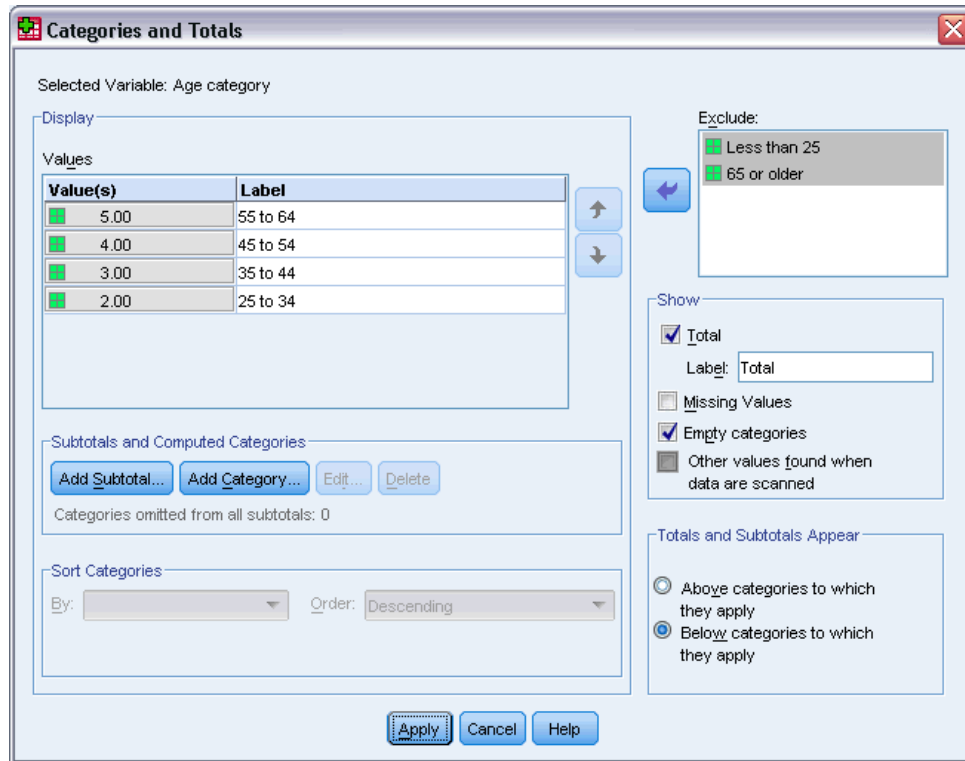 Categories and Totals
Selected Variable: Age category
Display
Values
Value(s) Label
5.00 55 to 64
4.00 45 to 54
3.00 35 to 44
2.00 25 to 34
Subtotals and Computed Categories
Add Subtotal... Add Category... Edit... Delete
Categories omitted from all subtotals: 0
Sort Categories
By: Order: Descending
Exclude:
Less than 25
65 or older
Show
Total
Label: Total
Missing Values
Empty categories
Other values found when
data are scanned
Totals and Subtotals Appear
Above categories to which
they apply
Below categories to which
they apply
Apply Cancel Help